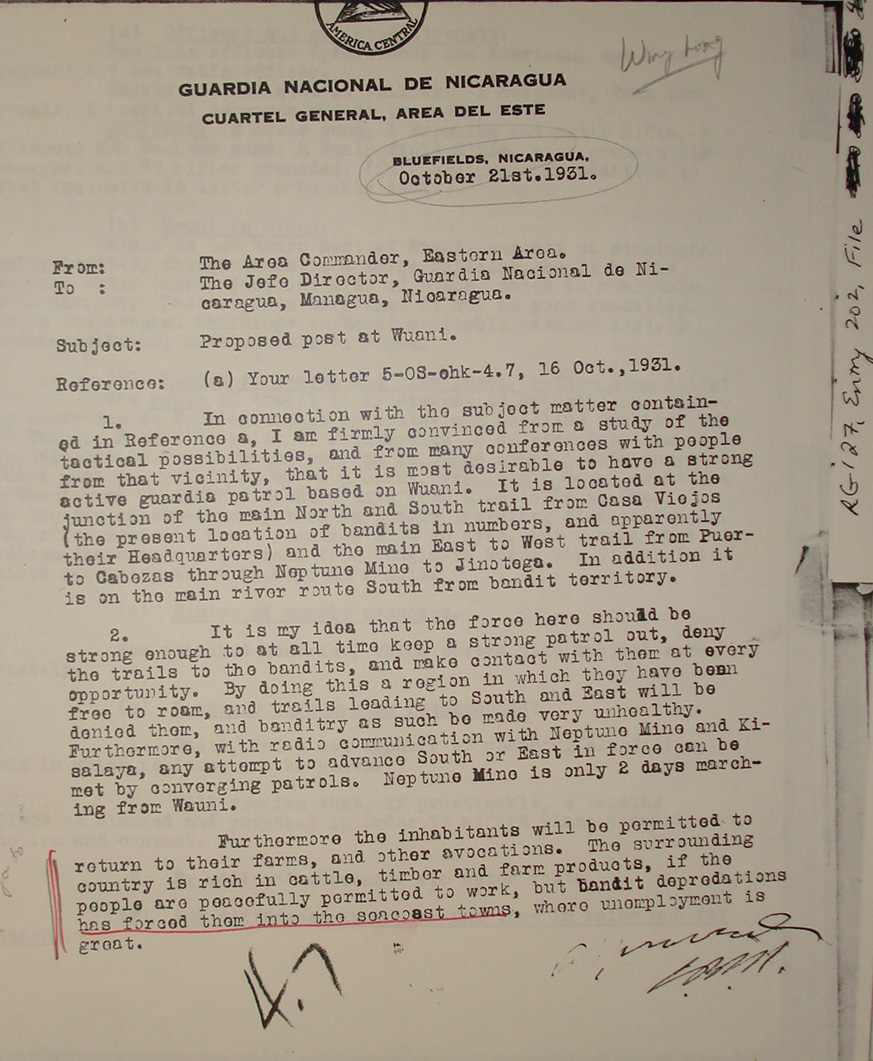 AMERICA CENTRAL
Wing Long
GUARDIA NACIONAL DE NICARAGUA
CUARTEL GENERAL, AREA DEL ESTE
BLUEFIELDS, NICARAGUA,
October 21st.1931.
From: The Area Commander, Eastern Area.
To : The Jefe Director, Guardia Nacional de Ni-
caragua, Managua, Nicaragua.
Subject: Proposed post at Wuani.
Reference: (a) Your letter 5-OS-ohk-4.7, 16 Oct.,1931.
1. In connection with the subject matter contain-
ed in Reference a, I am firmly convinced from a study of the
tactical possibilities, and from many conferences with people
from that vicinity, that it is most desirable to have a strong
active guardia patrol based on Wuani. It is located at the
junction of the main North and South trail from Casa Viejos
(the present location of bandits in numbers, and apparently
their Headquarters) and the main East to West trail from Puer-
to Cabezas through Neptune Mine to Jinotega. In addition it
is on the main river route South from bandit territory.
2. It is my idea that the force here should be
strong enough to at all time keep a strong patrol out, deny
the trails to the bandits, and make contact with them at every
opportunity. By doing this a region in which they have been
free to roam, and trails leading to South and East will be
denied them, and banditry as such be made very unhealthy.
Furthermore, with radio communication with Neptune Mine and Ki-
salaya, any attempt to advance South or East in force can be
met by converging patrols. Neptune Mine is only 2 days march-
ing from Wauni.
Furthermore the inhabitants will be permitted to
return to their farms, and other avocations. The surrounding
country is rich in cattle, timber and farm products, if the
people are peacefully permitted to work, but bandit depredations
has forced them into the seacoast towns, where unemployment is
great.
4.7
RG 127, Entry 202, File